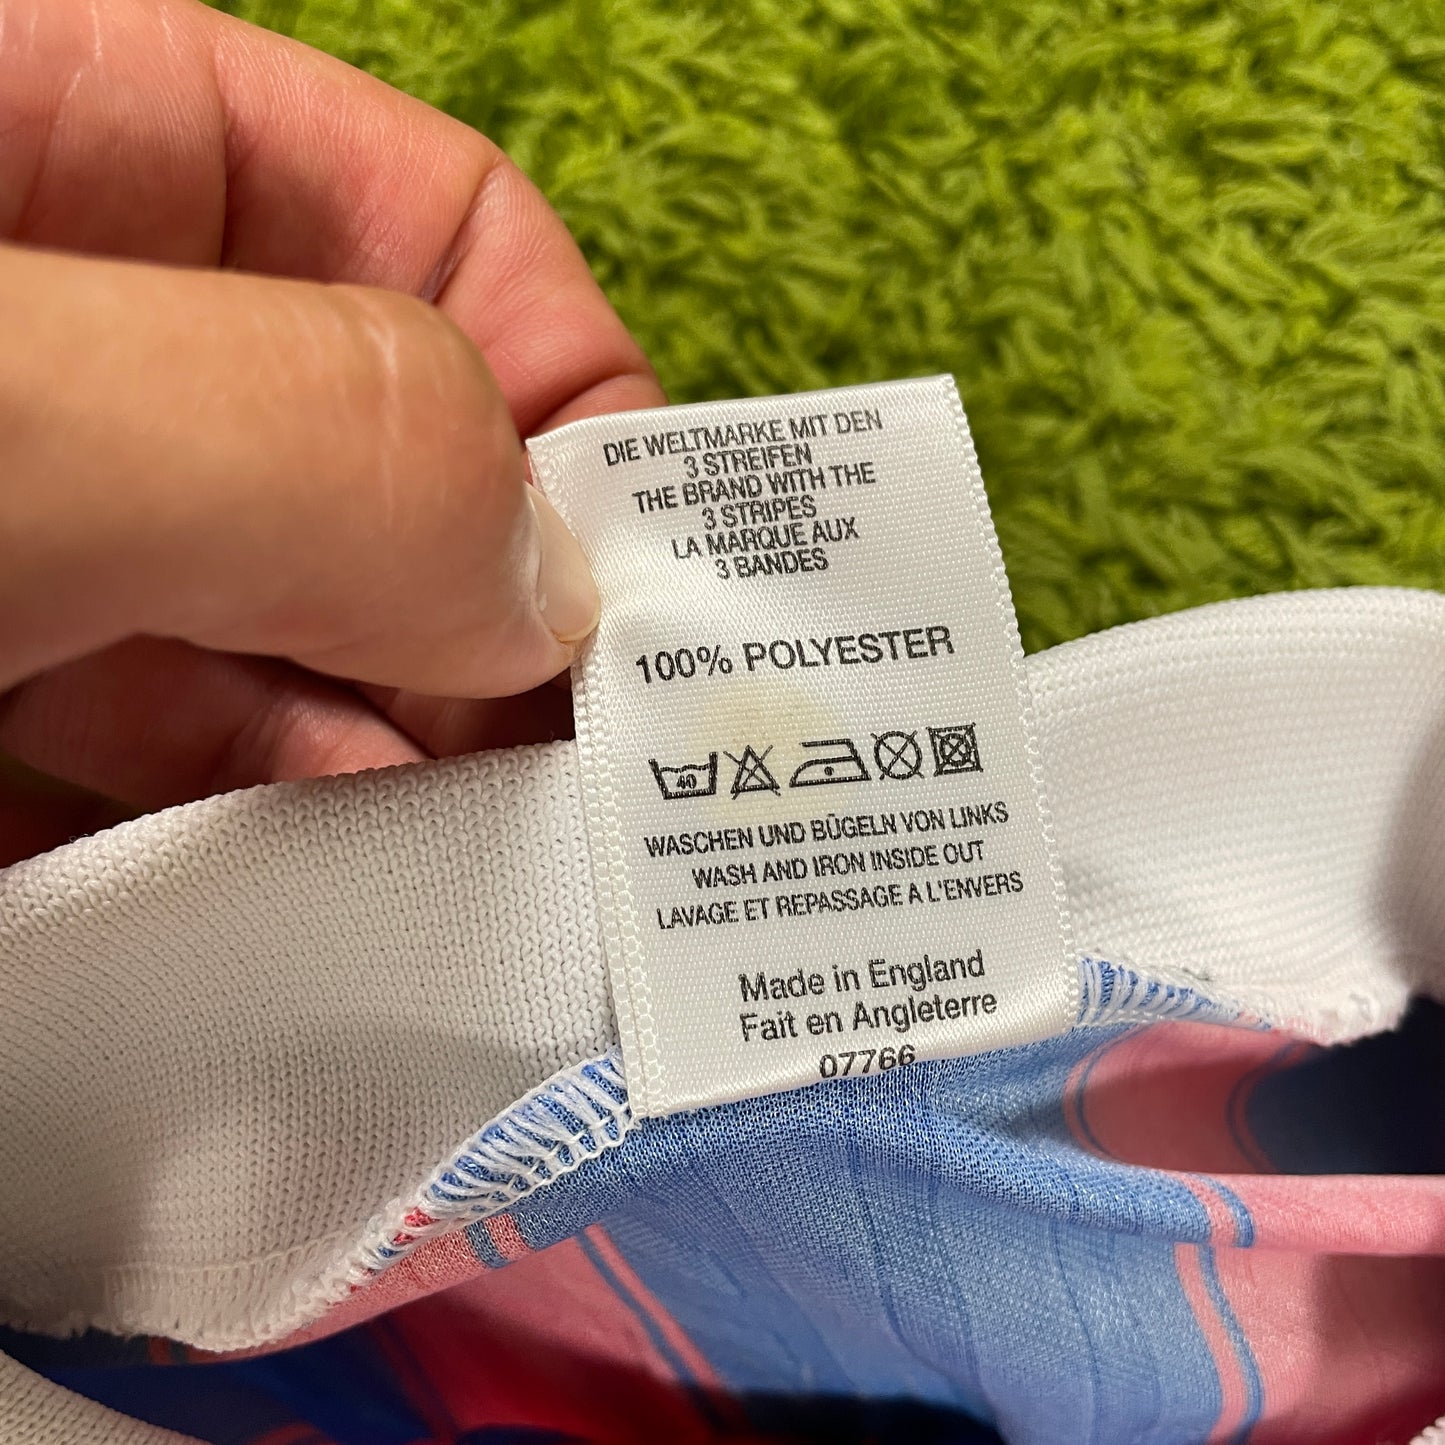 DIE WELTMARKE MIT DEN
3 STREIFEN
THE BRAND WITH THE
3 STRIPES
LA MARQUE AUX
3 BANDES
100% POLYESTER
40
WASCHEN UND BÜGELN VON LINKS
WASH AND IRON INSIDE OUT
LAVAGE ET REPASSAGE A L'ENVERS
Made in England
Fait en Angleterre
07766